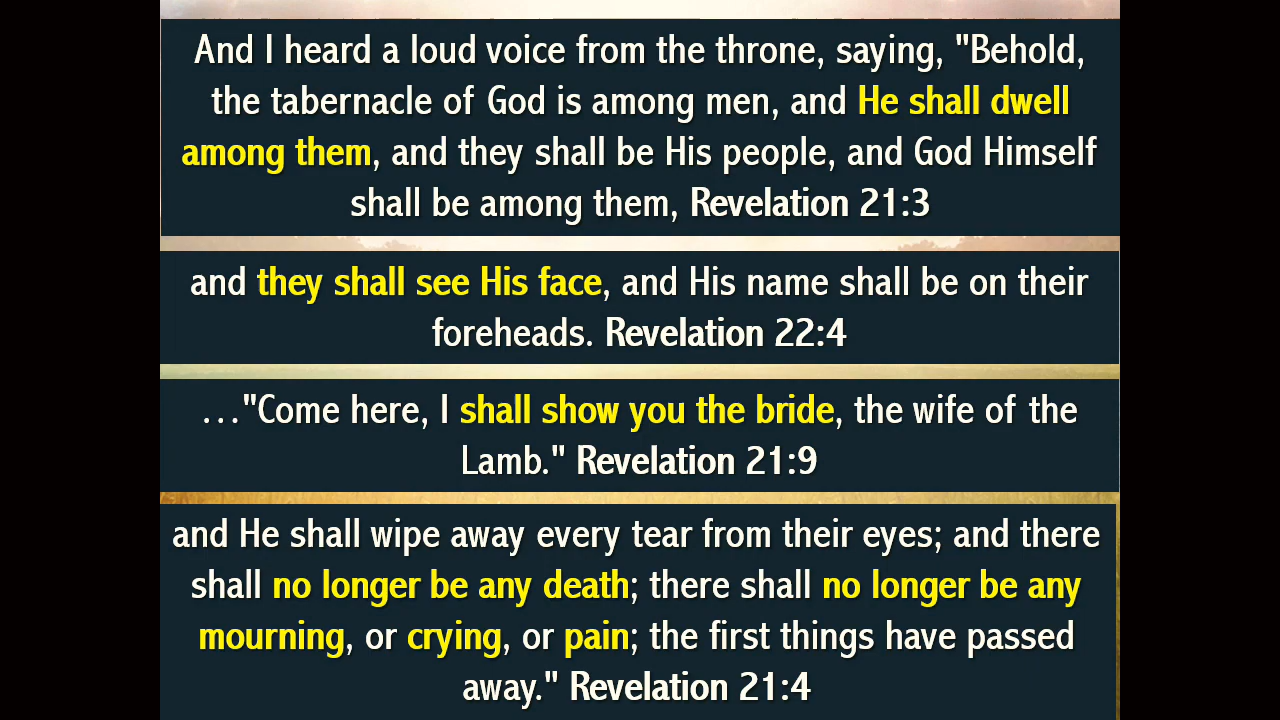 And I heard a loud voice from the throne, saying, "Behold,
the tabernacle of God is among men, and He shall dwell
among them, and they shall be His people, and God Himself
shall be among them, Revelation 21:3
and they shall see His face, and His name shall be on their
foreheads. Revelation 22:4
..."Come here, I shall show you the bride, the wife of the
Lamb." Revelation 21:9
and He shall wipe away every tear from their eyes; and there
shall no longer be any death; there shall no longer be any
mourning, or crying, or pain; the first things have passed
away." Revelation 21:4